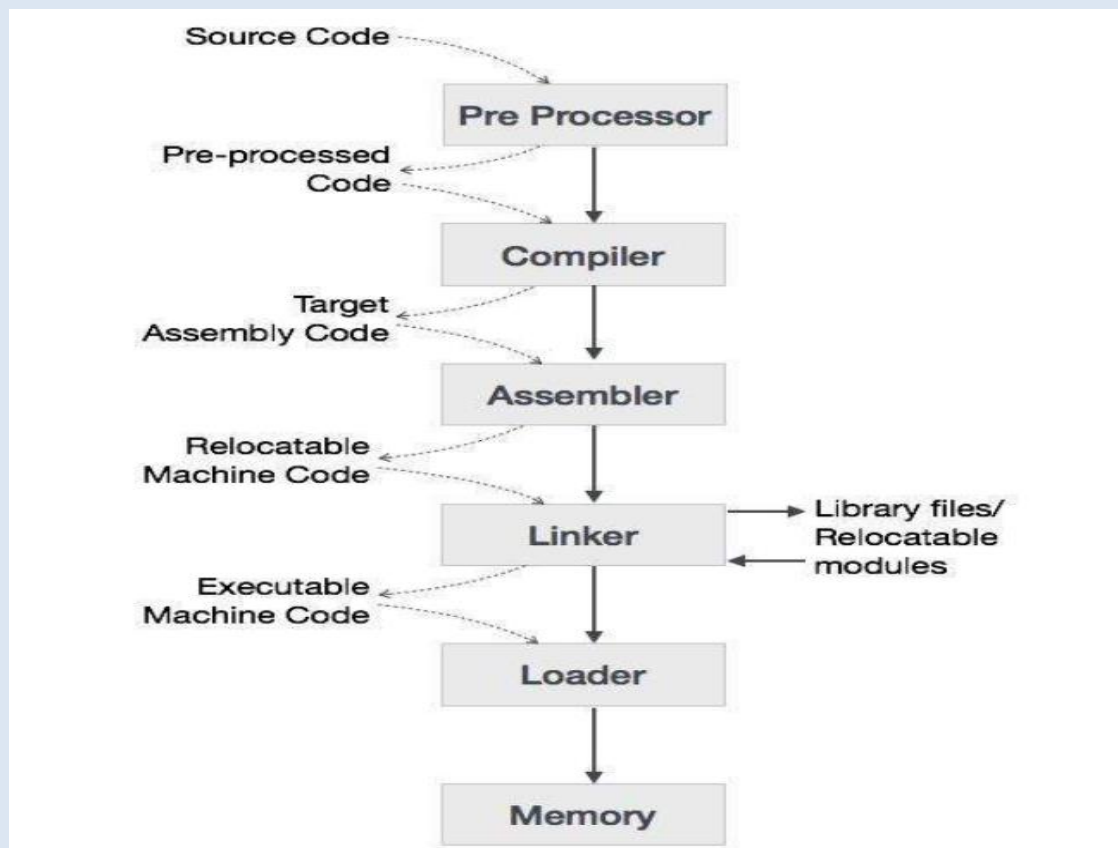 Source Code
Pre Processor
Pre-processed
Code
Compiler
Target
Assembly Code
Assembler
Relocatable
Machine Code
Linker
Library files/
Relocatable
modules
Executable
Machine Code
Loader
Memory